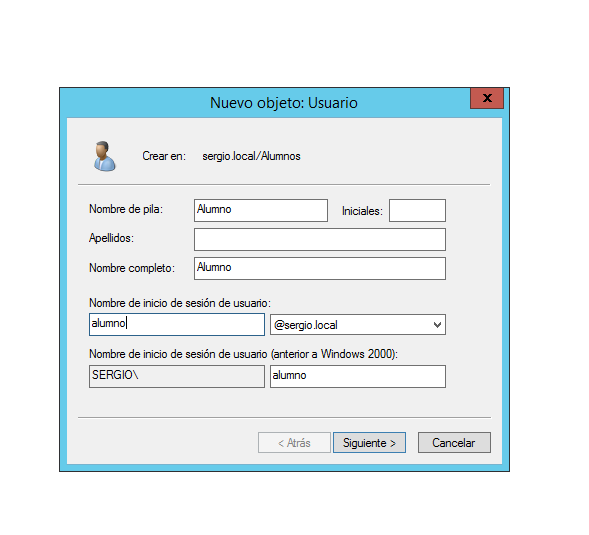 Nuevo objeto: Usuario
x
Crear en: sergio.local/Alumnos
Nombre de pila: Alumno Iniciales:
Apellidos:
Nombre completo: Alumno
Nombre de inicio de sesión de usuario:
alumno @sergio.local
Nombre de inicio de sesión de usuario (anterior a Windows 2000):
SERGIO\ alumno
< Atrás Siguiente > Cancelar